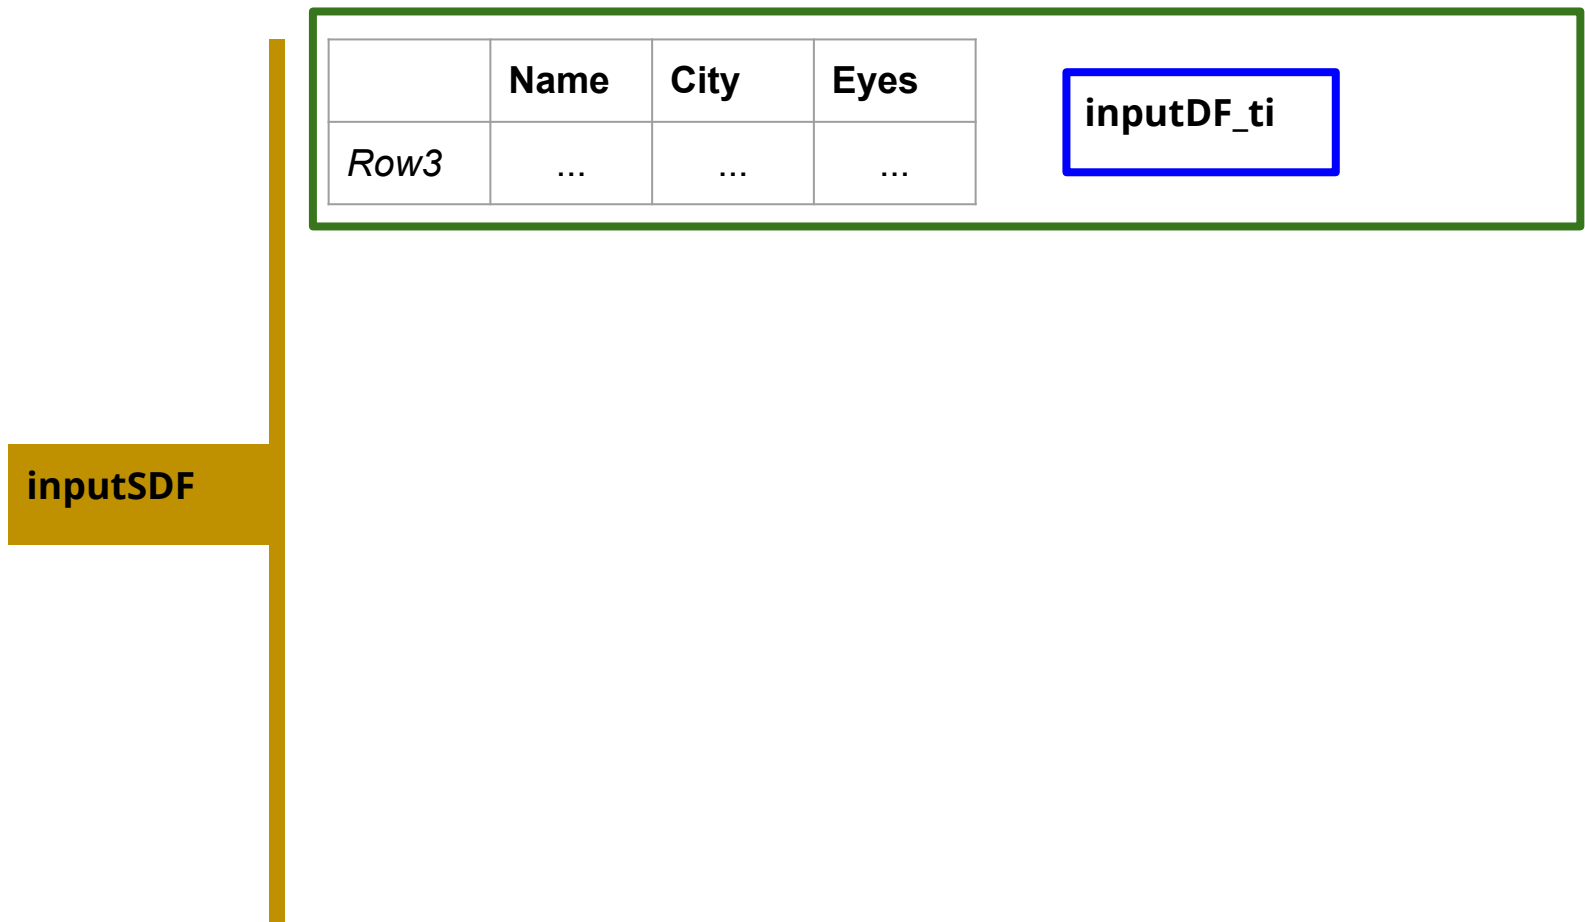 Name City Eyes
Row3 ... ... ...
inputDF_ti
inputSDF